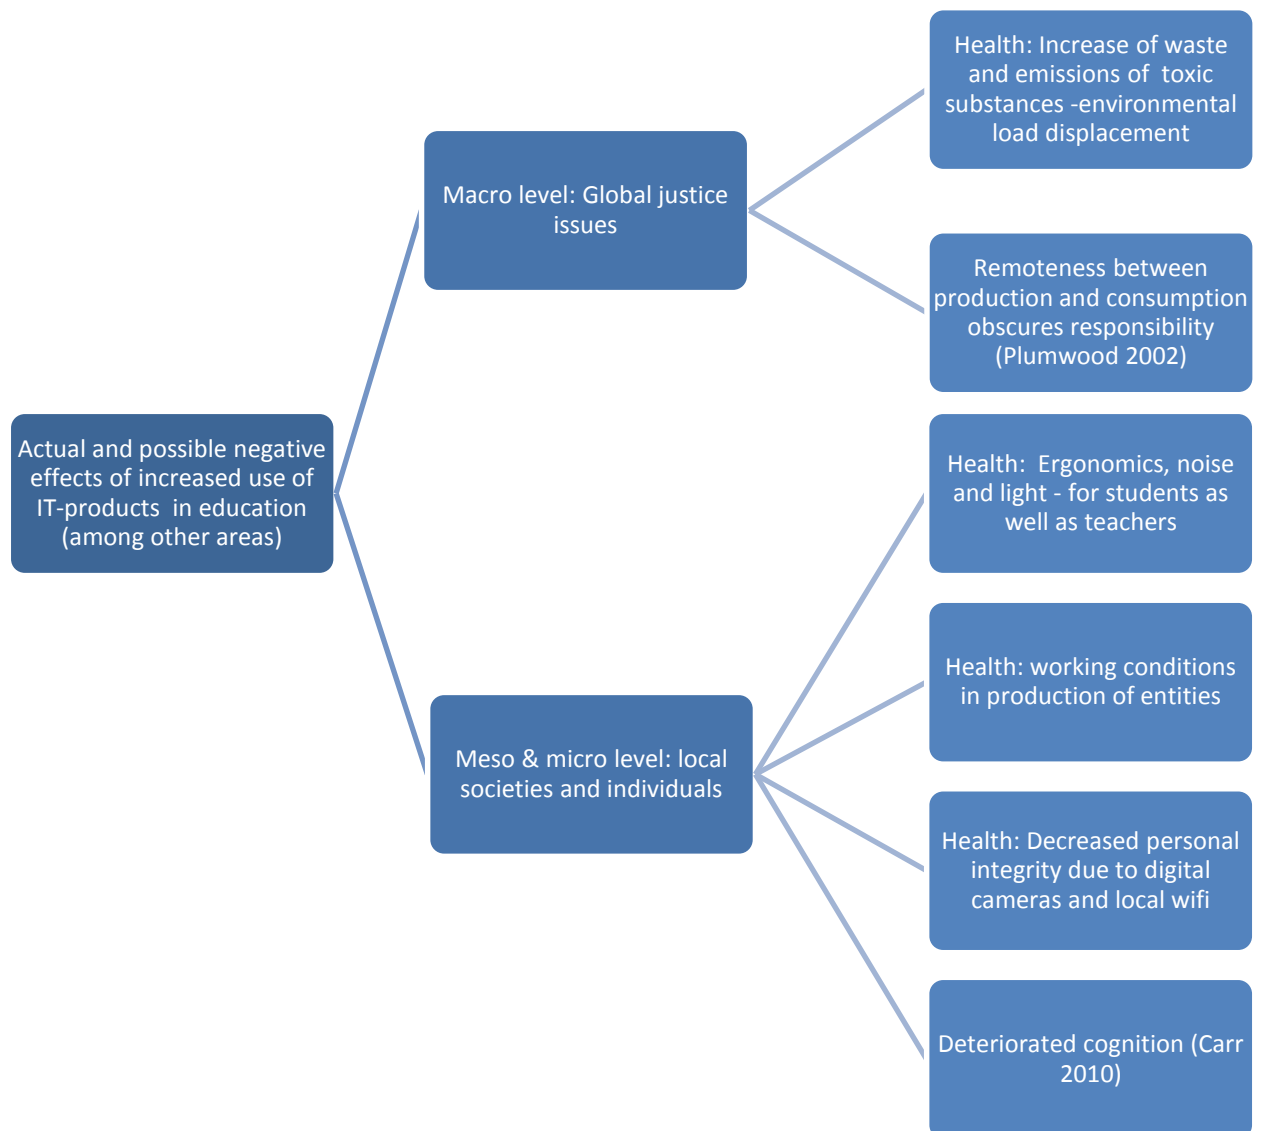 Actual and possible negative
effects of increased use of
IT-products in education
(among other areas)
Macro level: Global justice
issues
Health: Increase of waste
and emissions of toxic
substances -environmental
load displacement
Remoteness between
production and consumption
obscures responsibility
(Plumwood 2002)
Meso & micro level: local
societies and individuals
Health: Ergonomics, noise
and light - for students as
well as teachers
Health: working conditions
in production of entities
Health: Decreased personal
integrity due to digital
cameras and local wifi
Deteriorated cognition (Carr
2010)